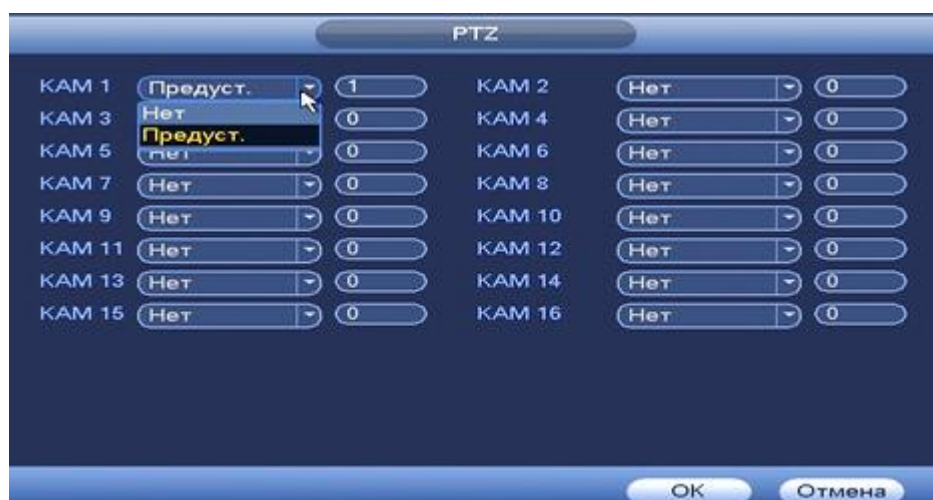 PTZ
КАМ 1 Предуст. 1 КАМ 2 Нет 0
Нет
КАМ 3 0 КАМ 4 Нет 0
Предуст.
КАМ 5 Нет 0 КАМ 6 Нет 0
КАМ 7 Нет 0 КАМ 8 Нет 0
КАМ 9 Нет 0 КАМ 10 Нет 0
КАМ 11 Нет 0 КАМ 12 Нет 0
КАМ 13 Нет 0 КАМ 14 Нет 0
КАМ 15 Нет 0 КАМ 16 Нет 0
OK Отмена